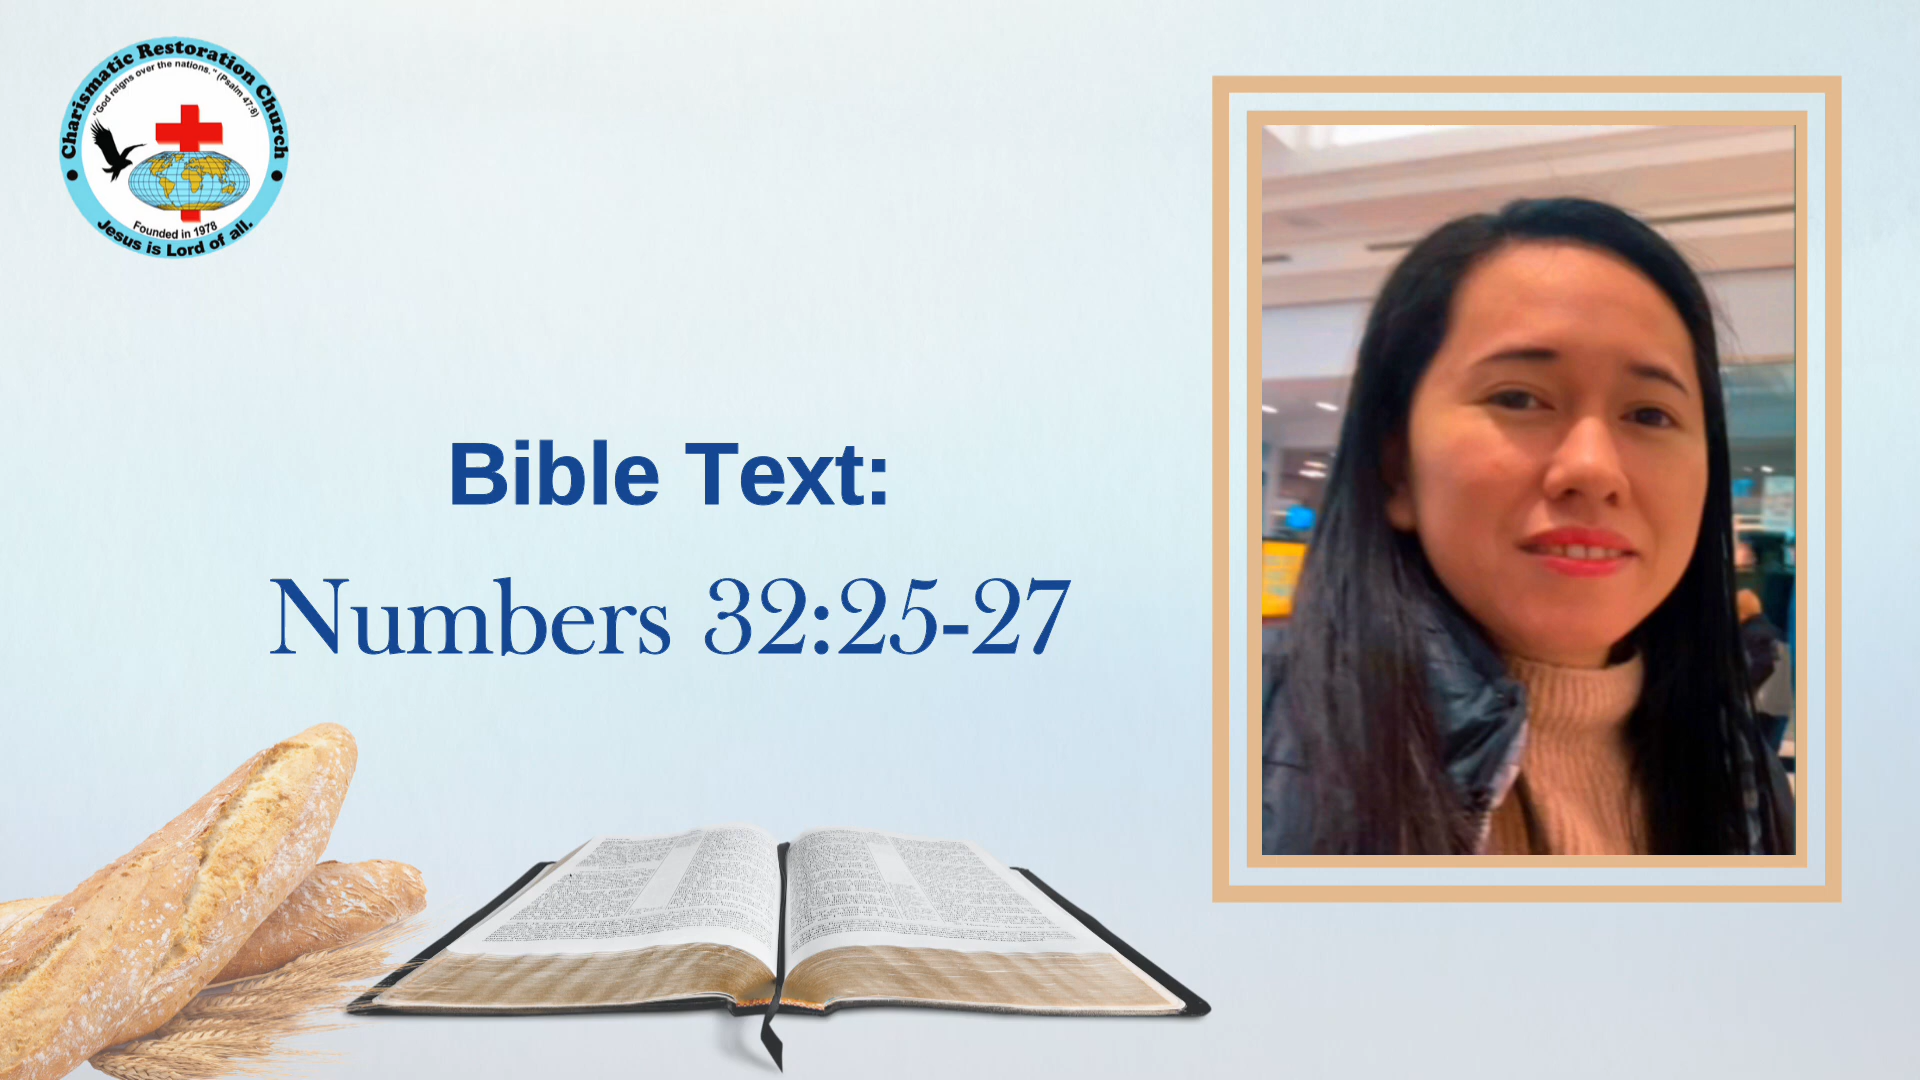 Charismatic Restoration Church
"God reigns over the nations." (Psalm 47:8)
Founded in 1978
Jesus is Lord of all.
Bible Text:
Numbers 32:25-27